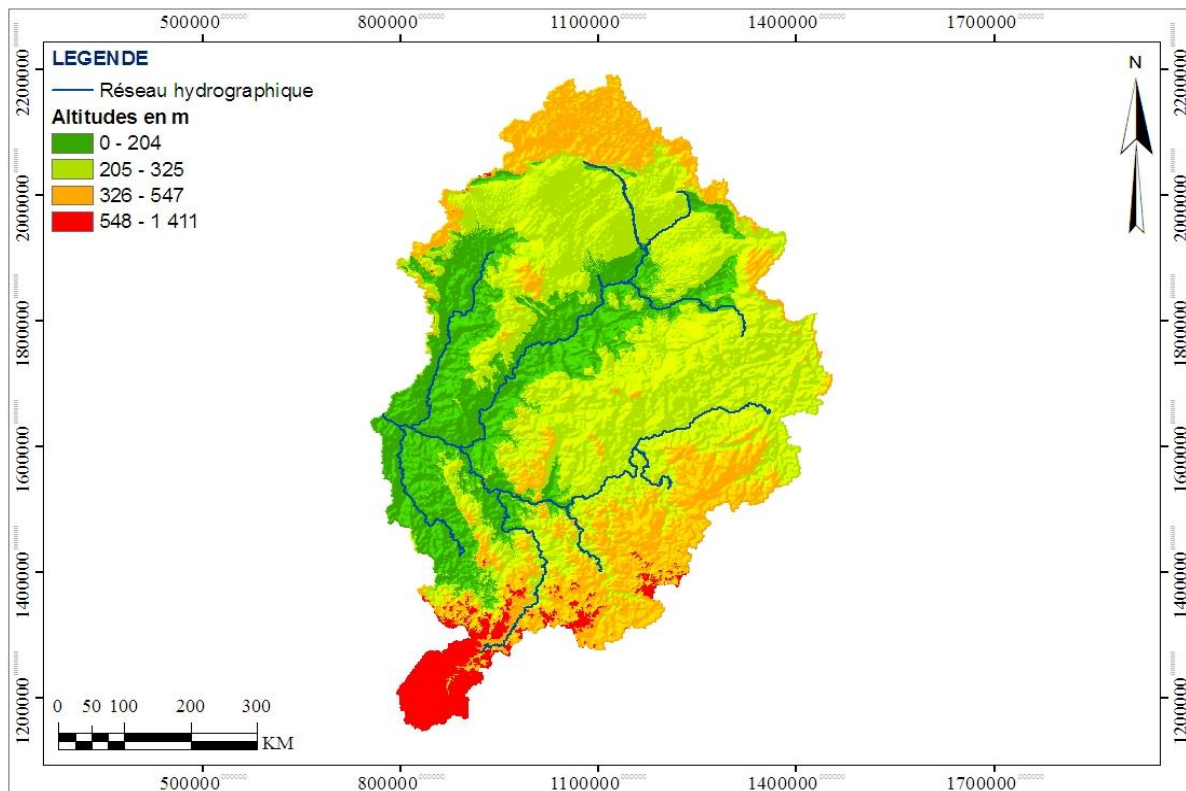 500000 800000 1100000 1400000 1700000
LEGENDE
Réseau hydrographique
Altitudes en m
0 - 204
205 - 325
326 - 547
548 - 1 411
N
2200000 2200000
2000000 2000000
1800000 1800000
1600000 1600000
1400000 1400000
1200000 1200000
0 50 100 200 300
KM
500000 800000 1100000 1400000 1700000